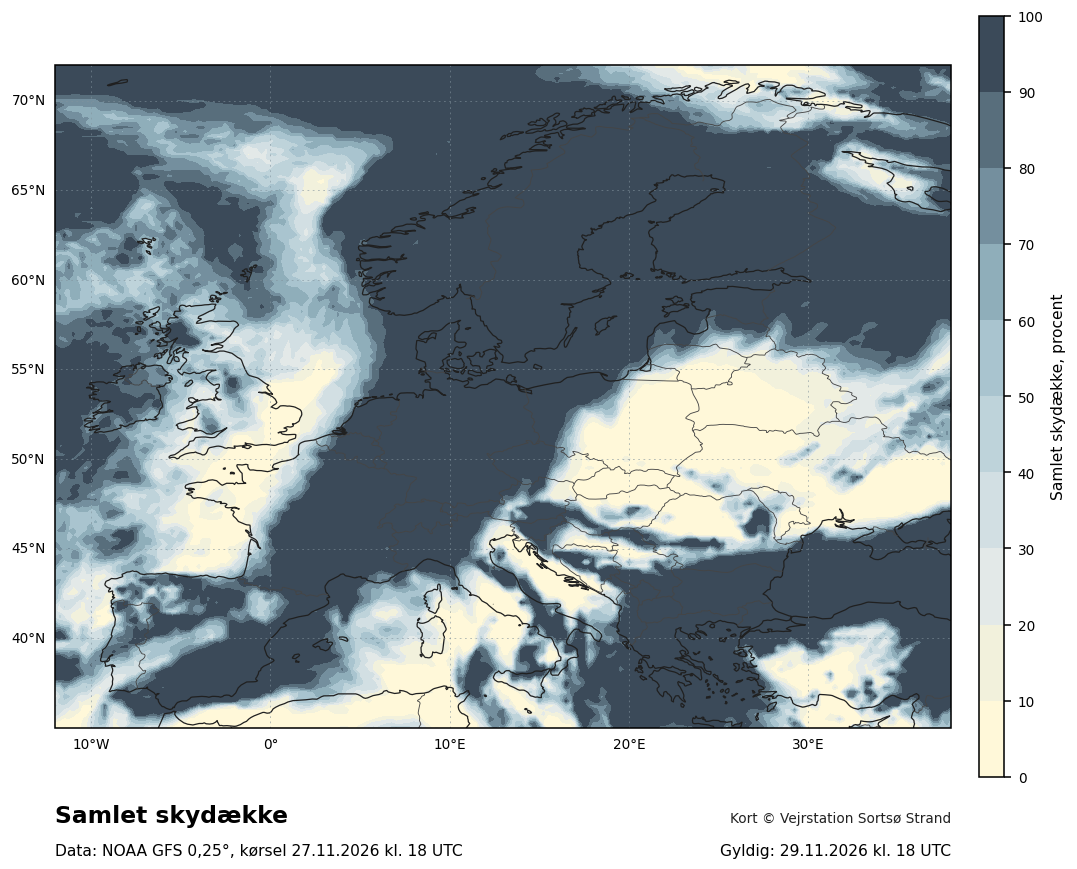 100
90
80
70
60
50
40
30
20
10
0
Samlet skydække, procent
70°N
65°N
60°N
55°N
50°N
45°N
40°N
10°W
0°
10°E
20°E
30°E
Samlet skydække
Kort © Vejrstation Sortsø Strand
Data: NOAA GFS 0,25°, kørsel 27.11.2026 kl. 18 UTC
Gyldig: 29.11.2026 kl. 18 UTC